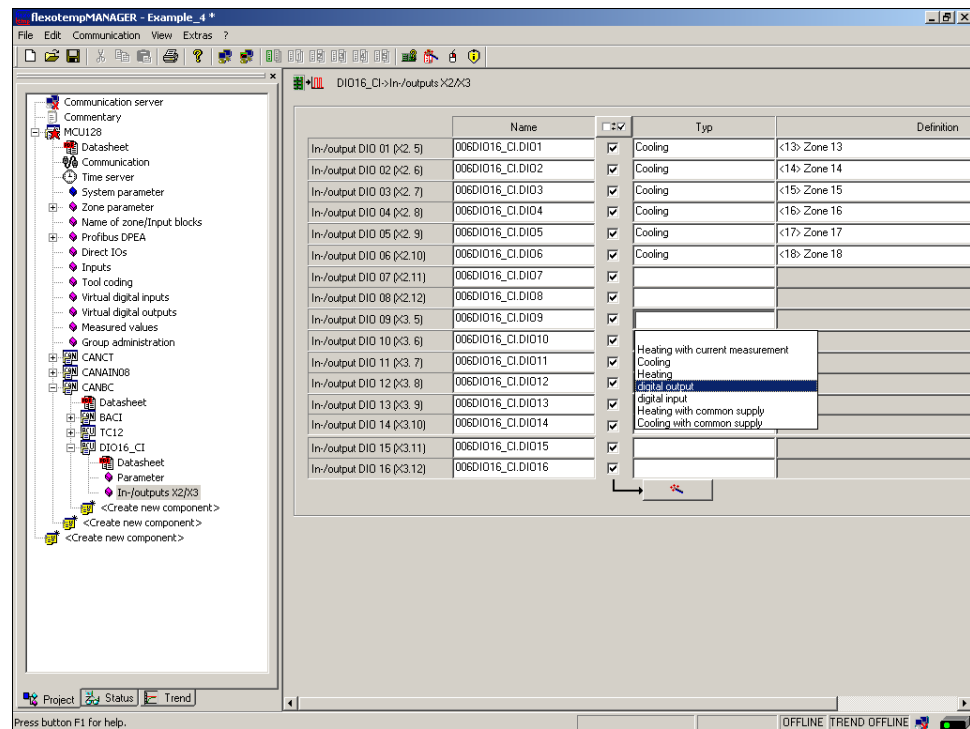 flexotempMANAGER - Example_4 *
File Edit Communication View Extras ?
DIO16_CI->In-/outputs X2/X3
Communication server
Commentary
MCU128
Datasheet
Communication
Time server
System parameter
Zone parameter
Name of zone/Input blocks
Profibus DPEA
Direct IOs
Inputs
Tool coding
Virtual digital inputs
Virtual digital outputs
Measured values
Group administration
CANCT
CANAIN08
CANBC
Datasheet
BACI
TC12
DIO16_CI
Datasheet
Parameter
In-/outputs X2/X3
<Create new component>
<Create new component>
<Create new component>
Name Typ Definition
In-/output DIO 01 (X2. 5) 006DIO16_CI.DIO1 Cooling <13> Zone 13
In-/output DIO 02 (X2. 6) 006DIO16_CI.DIO2 Cooling <14> Zone 14
In-/output DIO 03 (X2. 7) 006DIO16_CI.DIO3 Cooling <15> Zone 15
In-/output DIO 04 (X2. 8) 006DIO16_CI.DIO4 Cooling <16> Zone 16
In-/output DIO 05 (X2. 9) 006DIO16_CI.DIO5 Cooling <17> Zone 17
In-/output DIO 06 (X2.10) 006DIO16_CI.DIO6 Cooling <18> Zone 18
In-/output DIO 07 (X2.11) 006DIO16_CI.DIO7
In-/output DIO 08 (X2.12) 006DIO16_CI.DIO8
In-/output DIO 09 (X3. 5) 006DIO16_CI.DIO9
In-/output DIO 10 (X3. 6) 006DIO16_CI.DIO10
In-/output DIO 11 (X3. 7) 006DIO16_CI.DIO11
In-/output DIO 12 (X3. 8) 006DIO16_CI.DIO12
In-/output DIO 13 (X3. 9) 006DIO16_CI.DIO13
In-/output DIO 14 (X3.10) 006DIO16_CI.DIO14
In-/output DIO 15 (X3.11) 006DIO16_CI.DIO15
In-/output DIO 16 (X3.12) 006DIO16_CI.DIO16
Heating with current measurement
Cooling
Heating
digital output
digital input
Heating with common supply
Cooling with common supply
Project Status Trend
Press button F1 for help. OFFLINE TREND OFFLINE